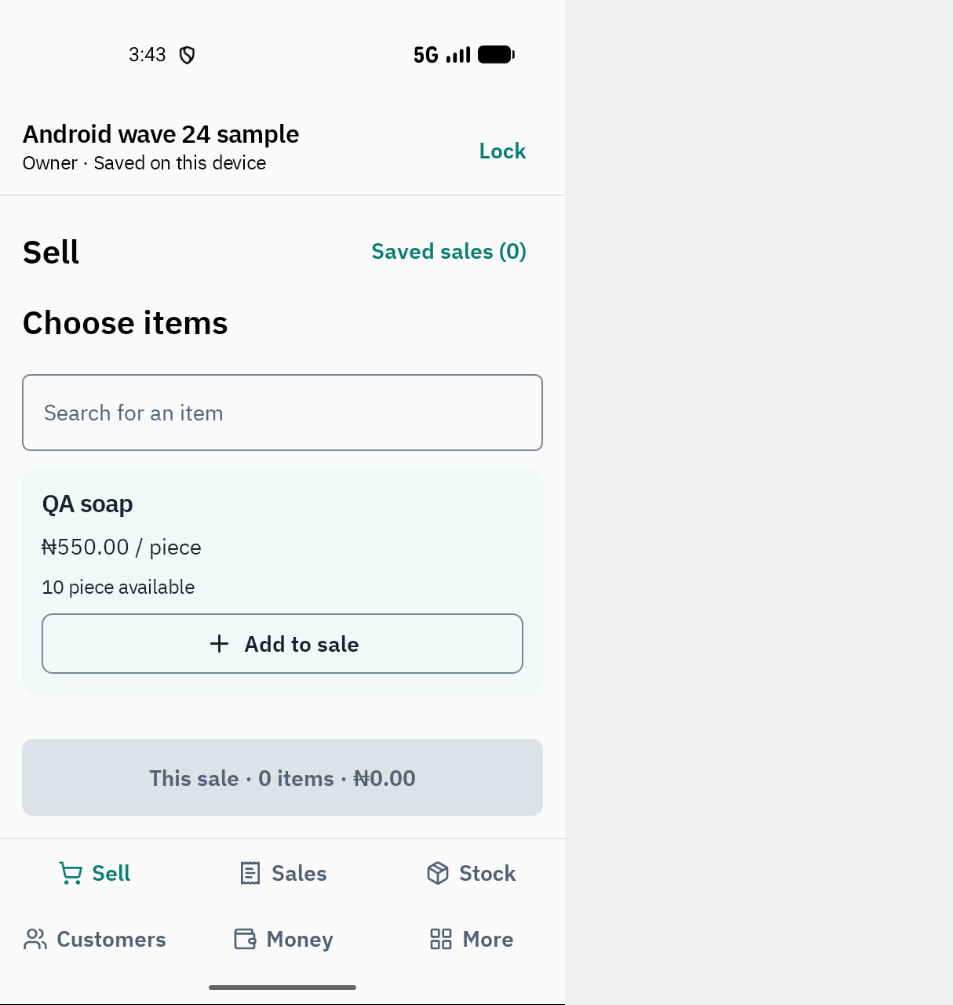 3:43 5G
Android wave 24 sample
Owner · Saved on this device
Lock
Sell
Saved sales (0)
Choose items
Search for an item
QA soap
₦550.00 / piece
10 piece available
+ Add to sale
This sale · 0 items · ₦0.00
Sell Sales Stock
Customers Money More